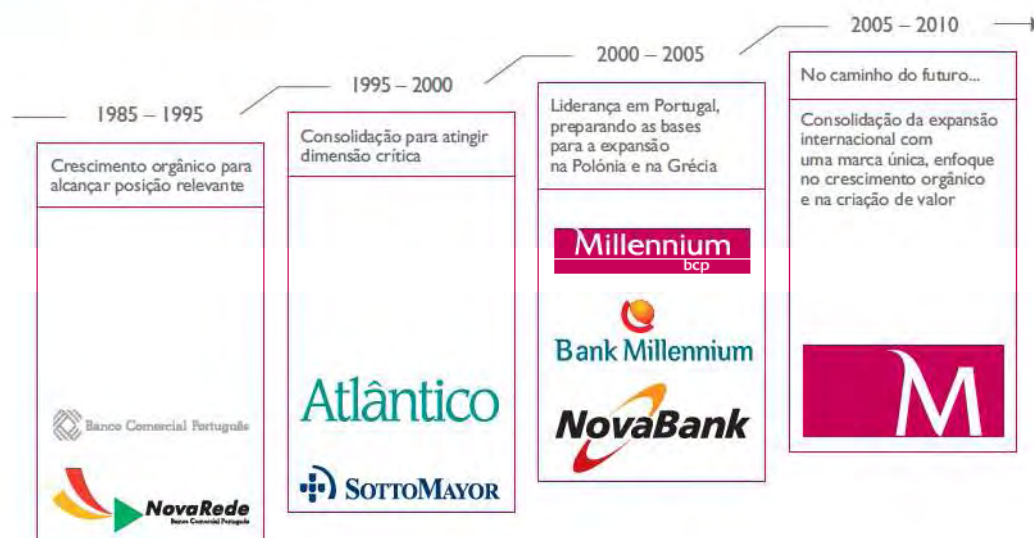 1985 – 1995
Crescimento orgânico para
alcançar posição relevante
Banco Comercial Português
NovaRede
Banco Comercial Português
1995 – 2000
Consolidação para atingir
dimensão crítica
Atlântico
SOTTOMAYOR
2000 – 2005
Liderança em Portugal,
preparando as bases
para a expansão
na Polónia e na Grécia
Millennium
bcp
Bank Millennium
NovaBank
2005 – 2010
No caminho do futuro...
Consolidação da expansão
internacional com
uma marca única, enfoque
no crescimento orgânico
e na criação de valor
M